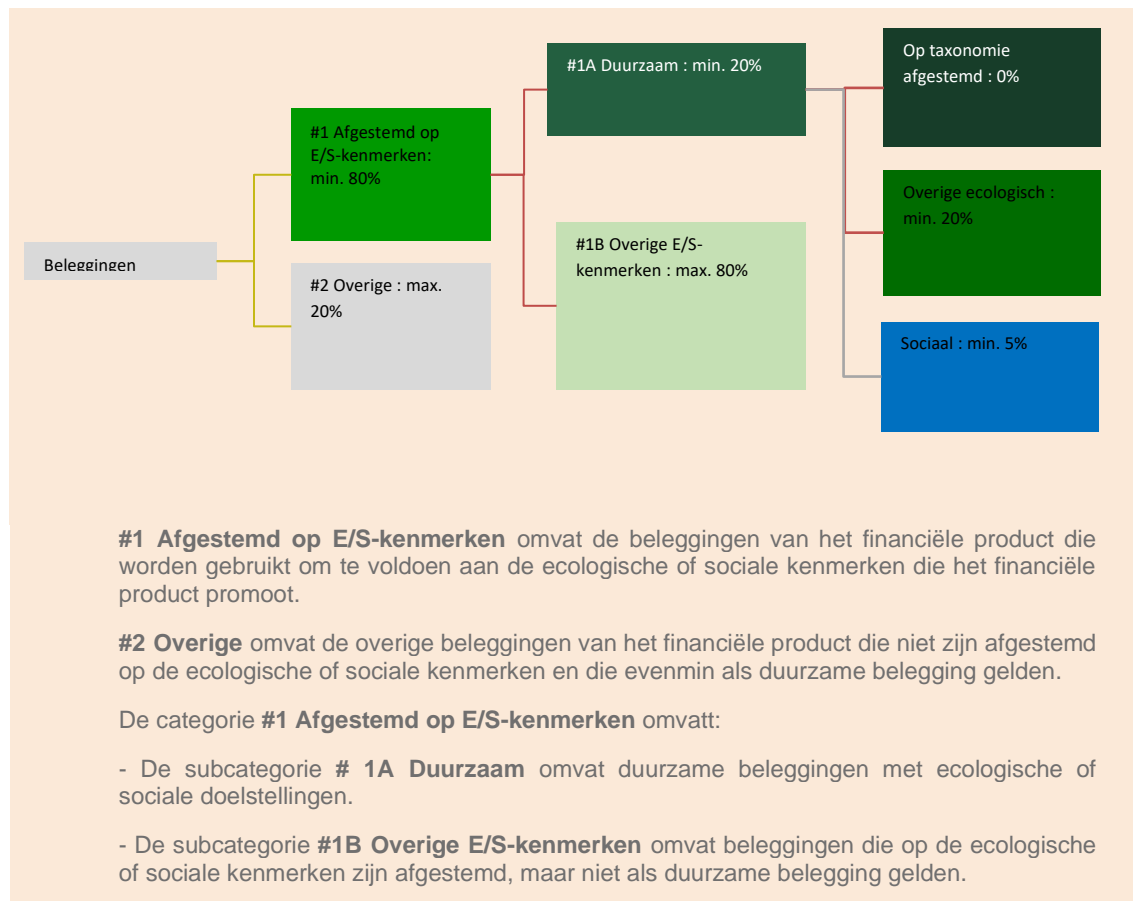 Beleggingen
#1 Afgestemd op
E/S-kenmerken:
min. 80%
#2 Overige : max.
20%
#1A Duurzaam : min. 20%
#1B Overige E/S-
kenmerken : max. 80%
Op taxonomie
afgestemd : 0%
Overige ecologisch :
min. 20%
Sociaal : min. 5%
#1 Afgestemd op E/S-kenmerken omvat de beleggingen van het financiële product die
worden gebruikt om te voldoen aan de ecologische of sociale kenmerken die het financiële
product promoot.
#2 Overige omvat de overige beleggingen van het financiële product die niet zijn afgestemd
op de ecologische of sociale kenmerken en die evenmin als duurzame belegging gelden.
De categorie #1 Afgestemd op E/S-kenmerken omvatt:
- De subcategorie # 1A Duurzaam omvat duurzame beleggingen met ecologische of
sociale doelstellingen.
- De subcategorie #1B Overige E/S-kenmerken omvat beleggingen die op de ecologische
of sociale kenmerken zijn afgestemd, maar niet als duurzame belegging gelden.